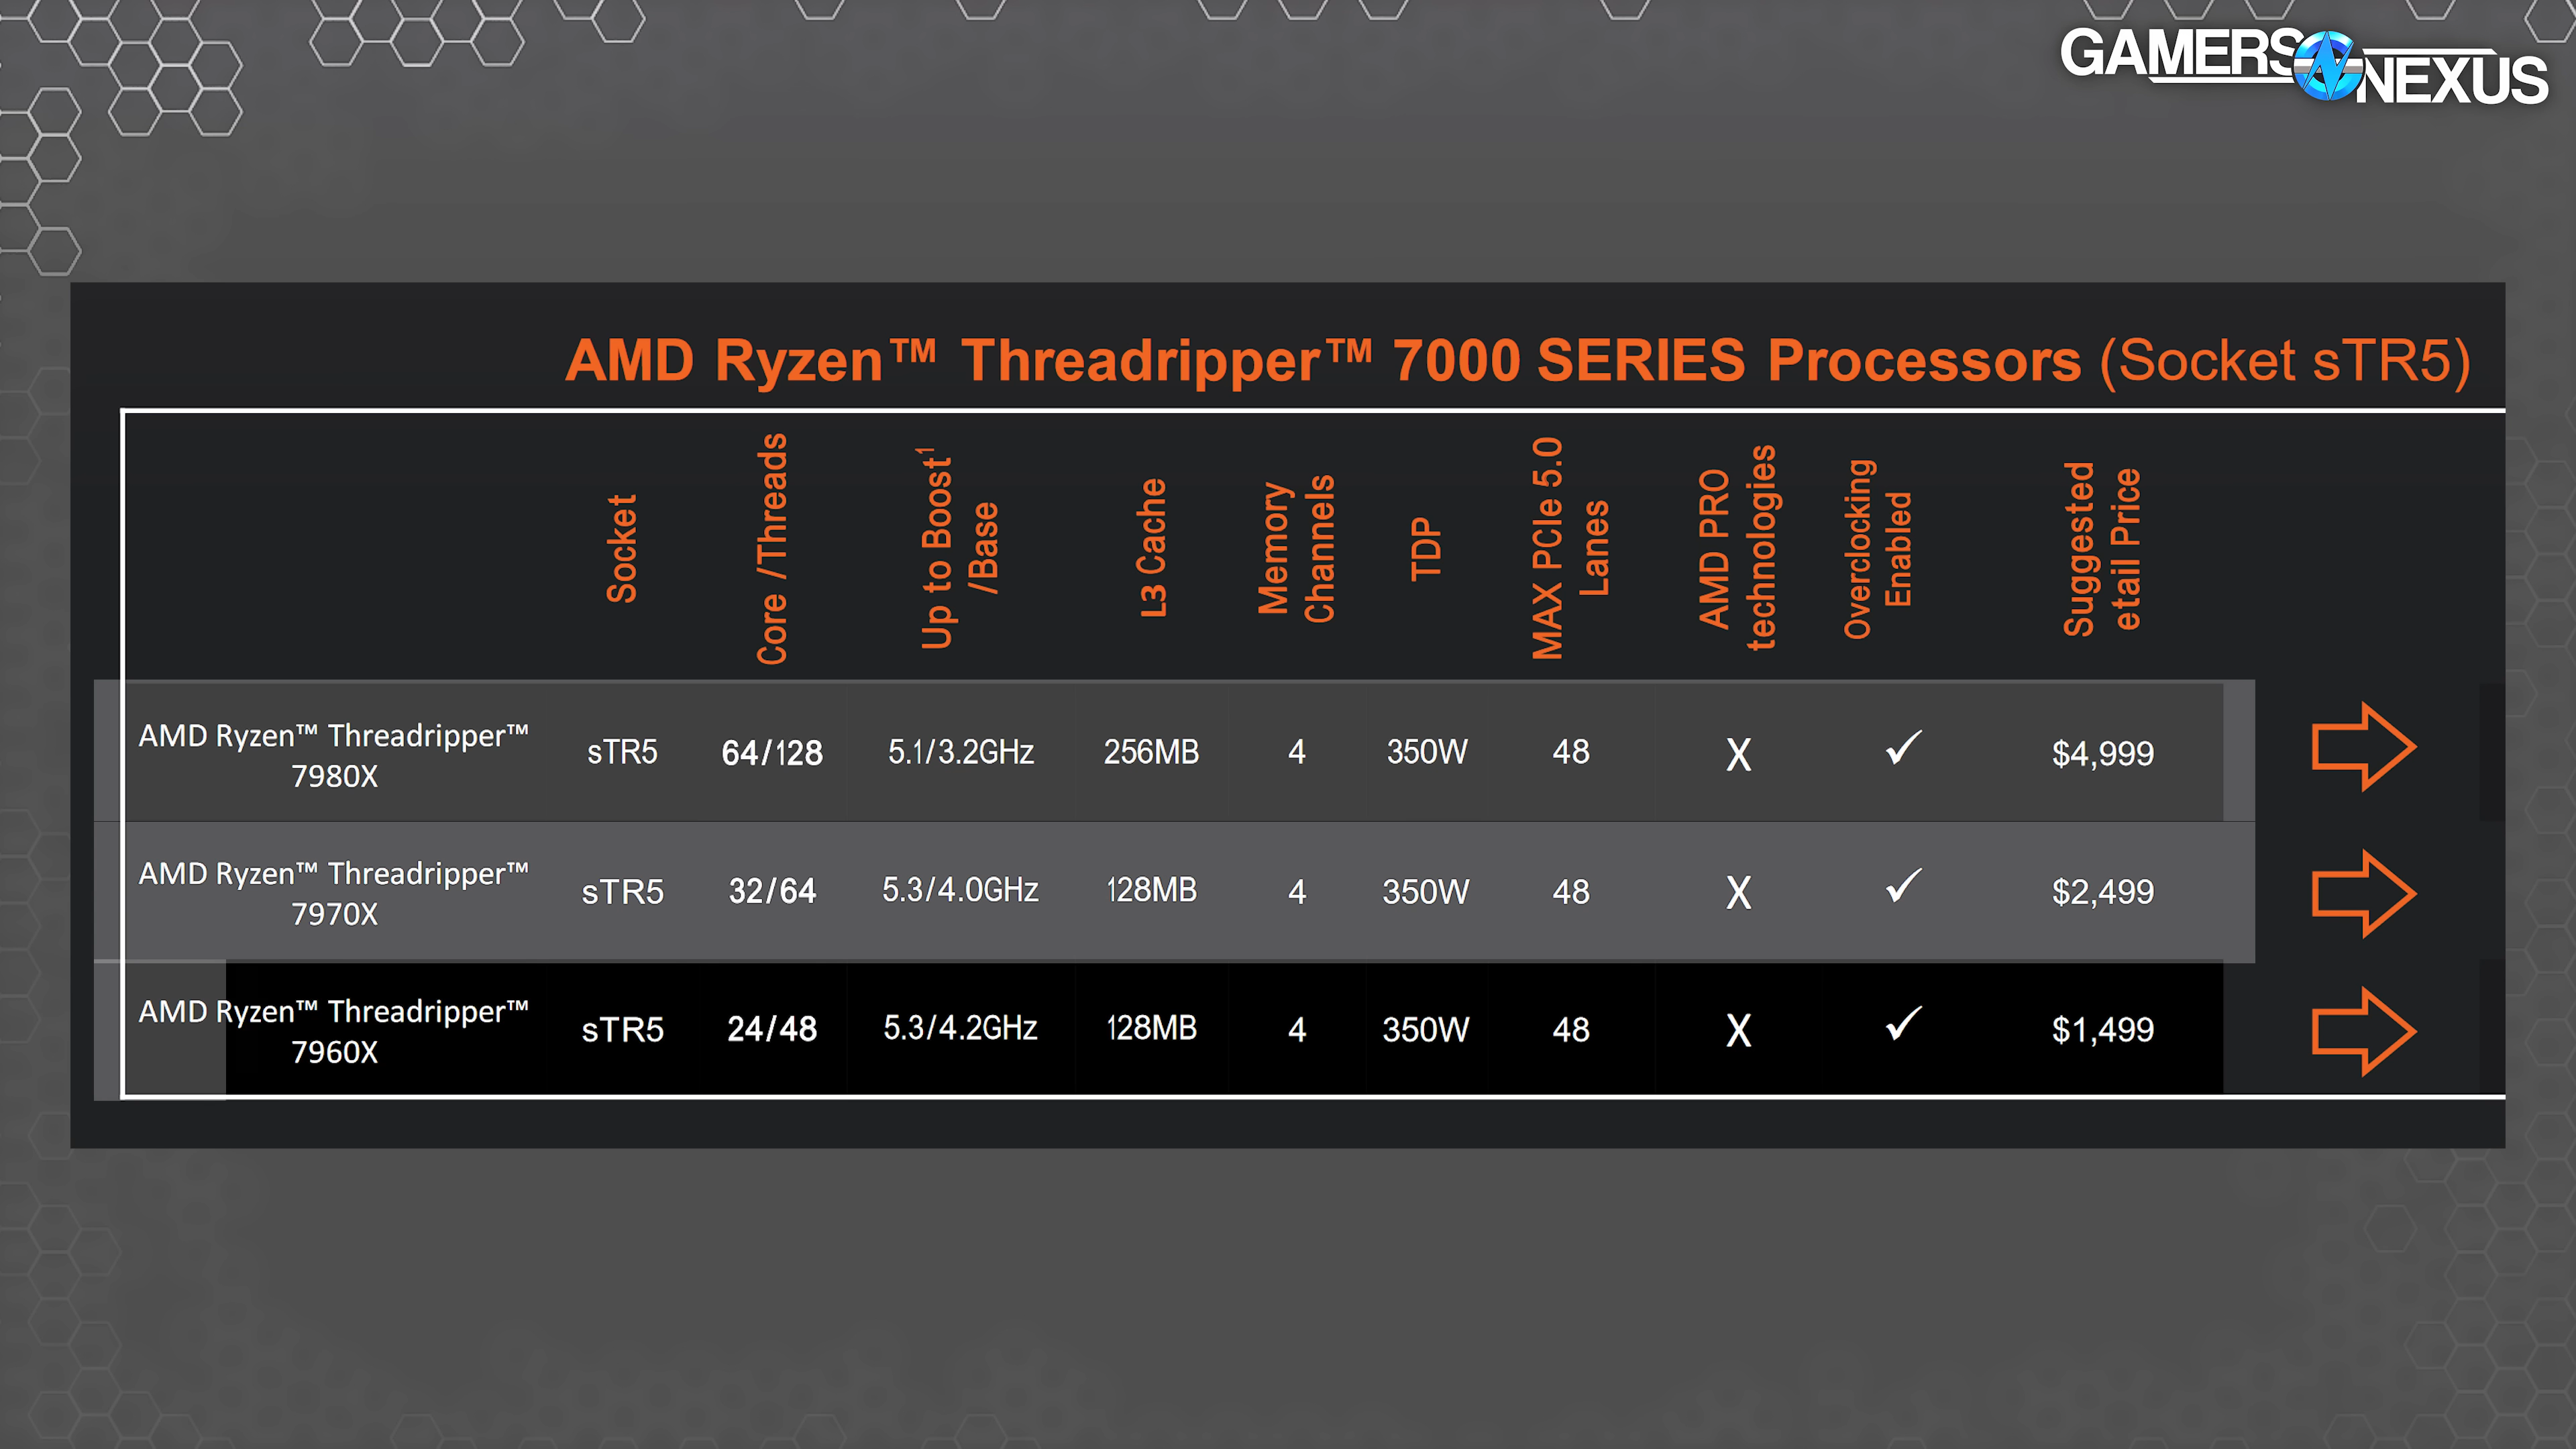 GAMERS NEXUS
AMD Ryzen™ Threadripper™ 7000 SERIES Processors (Socket sTR5)
Socket
Core /Threads
Up to Boost¹
/Base
L3 Cache
Memory
Channels
TDP
MAX PCIe 5.0
Lanes
AMD PRO
technologies
Overclocking
Enabled
Suggested
etail Price
AMD Ryzen™ Threadripper™
7980X
sTR5 64/128 5.1/3.2GHz 256MB 4 350W 48 X ✓ $4,999
AMD Ryzen™ Threadripper™
7970X
sTR5 32/64 5.3/4.0GHz 128MB 4 350W 48 X ✓ $2,499
AMD Ryzen™ Threadripper™
7960X
sTR5 24/48 5.3/4.2GHz 128MB 4 350W 48 X ✓ $1,499